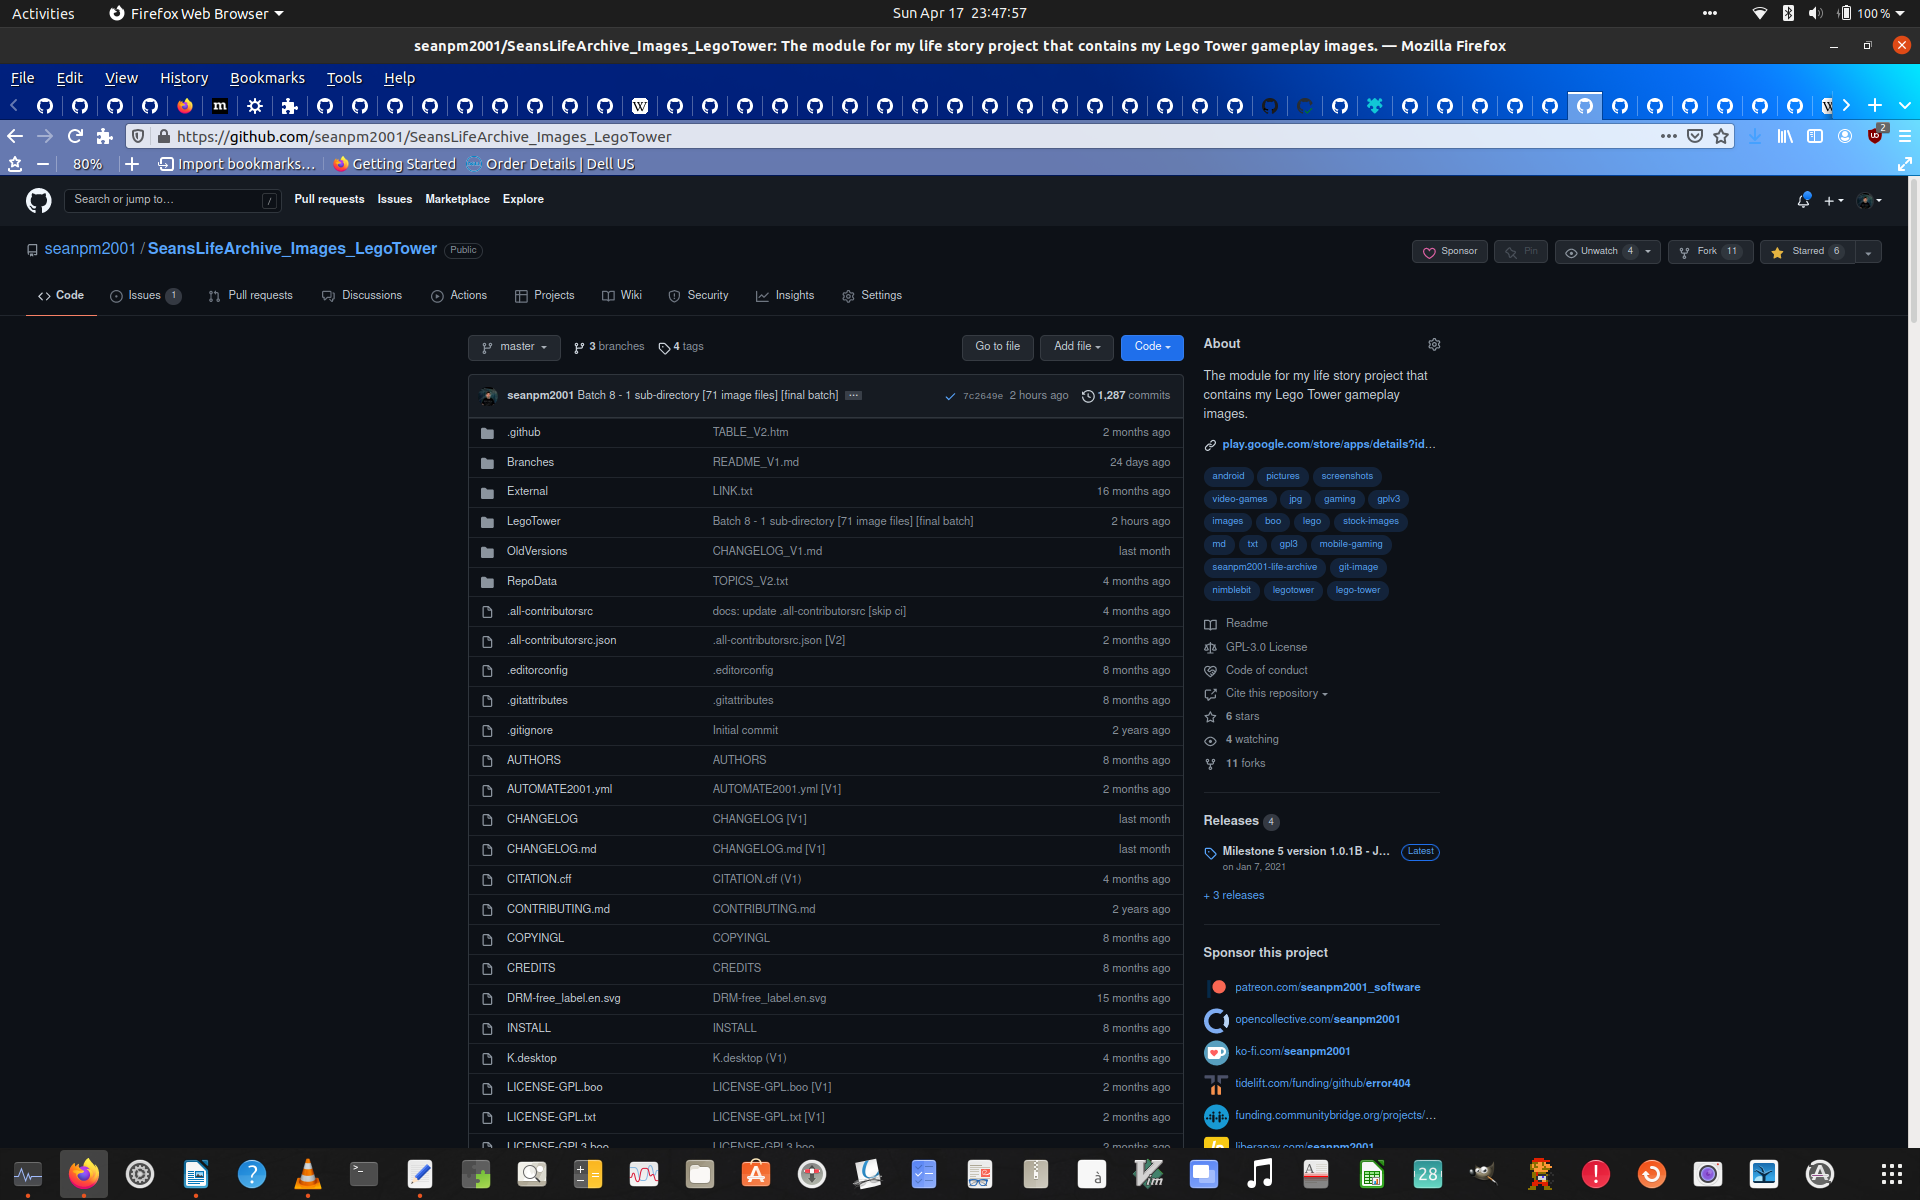 Activities
Firefox Web Browser
Sun Apr 17 23:47:57
100 %
seanpm2001/SeansLifeArchive_Images_LegoTower: The module for my life story project that contains my Lego Tower gameplay images. — Mozilla Firefox
File Edit View History Bookmarks Tools Help
https://github.com/seanpm2001/SeansLifeArchive_Images_LegoTower
2
80%
Import bookmarks…
Getting Started
Order Details | Dell US
Search or jump to…
/
Pull requests Issues Marketplace Explore
seanpm2001 / SeansLifeArchive_Images_LegoTower
Public
Sponsor
Pin
Unwatch 4
Fork 11
Starred 6
Code
Issues 1
Pull requests
Discussions
Actions
Projects
Wiki
Security
Insights
Settings
master
3 branches
4 tags
Go to file
Add file
Code
seanpm2001 Batch 8 - 1 sub-directory [71 image files] [final batch] ... 7c2649e 2 hours ago 1,287 commits
.github TABLE_V2.htm 2 months ago
Branches README_V1.md 24 days ago
External LINK.txt 16 months ago
LegoTower Batch 8 - 1 sub-directory [71 image files] [final batch] 2 hours ago
OldVersions CHANGELOG_V1.md last month
RepoData TOPICS_V2.txt 4 months ago
.all-contributorsrc docs: update .all-contributorsrc [skip ci] 4 months ago
.all-contributorsrc.json .all-contributorsrc.json [V2] 2 months ago
.editorconfig .editorconfig 8 months ago
.gitattributes .gitattributes 8 months ago
.gitignore Initial commit 2 years ago
AUTHORS AUTHORS 8 months ago
AUTOMATE2001.yml AUTOMATE2001.yml [V1] 2 months ago
CHANGELOG CHANGELOG [V1] last month
CHANGELOG.md CHANGELOG.md [V1] last month
CITATION.cff CITATION.cff (V1) 4 months ago
CONTRIBUTING.md CONTRIBUTING.md 2 years ago
COPYINGL COPYINGL 8 months ago
CREDITS CREDITS 8 months ago
DRM-free_label.en.svg DRM-free_label.en.svg 15 months ago
INSTALL INSTALL 8 months ago
K.desktop K.desktop (V1) 4 months ago
LICENSE-GPL.boo LICENSE-GPL.boo [V1] 2 months ago
LICENSE-GPL.txt LICENSE-GPL.txt [V1] 2 months ago
LICENSE-GPL3.boo LICENSE-GPL3.boo 2 months ago
About
The module for my life story project that
contains my Lego Tower gameplay
images.
play.google.com/store/apps/details?id…
android pictures screenshots
video-games jpg gaming gplv3
images boo lego stock-images
md txt gpl3 mobile-gaming
seanpm2001-life-archive git-image
nimblebit legotower lego-tower
Readme
GPL-3.0 License
Code of conduct
Cite this repository
6 stars
4 watching
11 forks
Releases 4
Milestone 5 version 1.0.1B - J... Latest
on Jan 7, 2021
+ 3 releases
Sponsor this project
patreon.com/seanpm2001_software
opencollective.com/seanpm2001
ko-fi.com/seanpm2001
tidelift.com/funding/github/error404
funding.communitybridge.org/projects/…
liberapay.com/seanpm2001
28